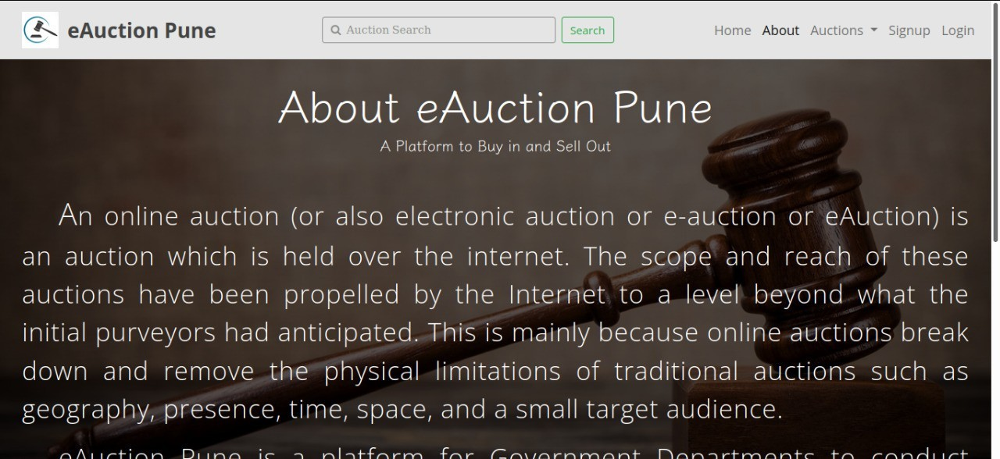 eAuction Pune
Auction Search
Search
Home About Auctions Signup Login
About eAuction Pune
A Platform to Buy in and Sell Out
An online auction (or also electronic auction or e-auction or eAuction) is
an auction which is held over the internet. The scope and reach of these
auctions have been propelled by the Internet to a level beyond what the
initial purveyors had anticipated. This is mainly because online auctions break
down and remove the physical limitations of traditional auctions such as
geography, presence, time, space, and a small target audience.
eAuction Pune is a platform for Government Departments to conduct